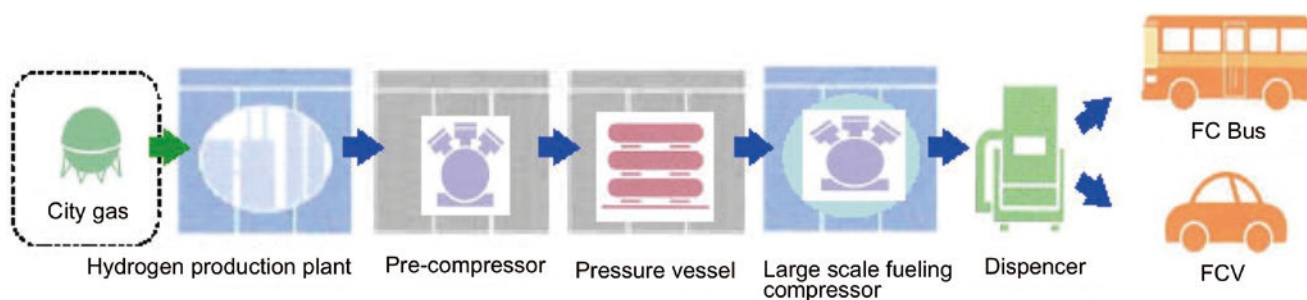 City gas
Hydrogen production plant
Pre-compressor
Pressure vessel
Large scale fueling
compressor
Dispencer
FC Bus
FCV